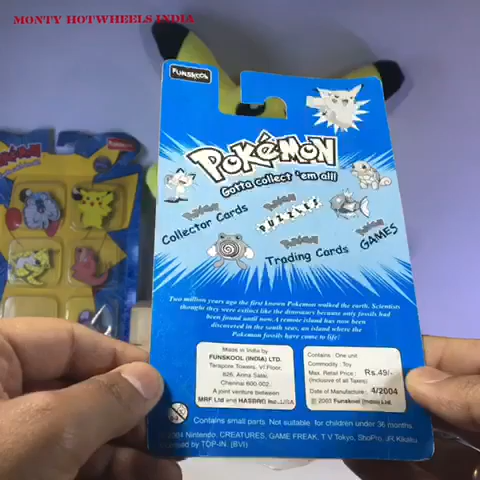 MONTY HOTWHEELS INDIA
FUNSKOOL
POKéMON
Gotta collect 'em all!
Collector Cards
PUZZLES
Trading Cards
GAMES
Two million years ago the first known Pokemon walked the earth. Scientists
thought they were extinct like the dinosaurs because only fossils had
been found until now. A remote island has now been
discovered in the south seas, an island where the
Pokemon fossils have come to life!
Made in India by
FUNSKOOL (INDIA) LTD.
Tarapore Towers, VI Floor,
826, Anna Salai,
Chennai 600 002.
A joint venture between
MRF Ltd and HASBRO Inc., USA
Contains : One unit
Commodity : Toy
Max. Retail Price : Rs.49/-
(Inclusive of all Taxes)
Date of Manufacture : 4/2004
© 2003 Funskool (India) Ltd.
Contains small parts. Not suitable for children under 36 months.
Nintendo, CREATURES, GAME FREAK, T V Tokyo, ShoPro, JR Kikaku
by TOP-IN (BVI)